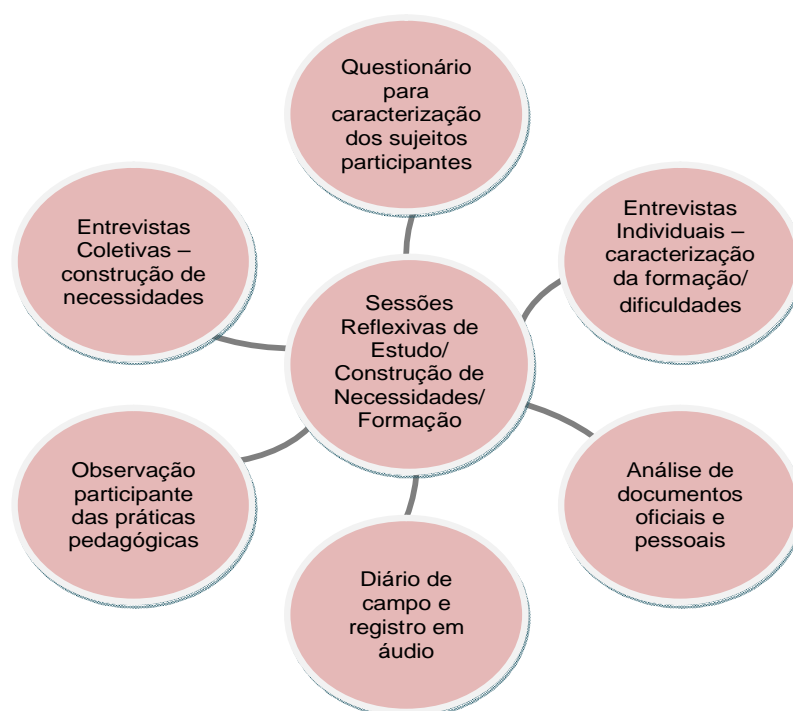 Questionário
para
caracterização
dos sujeitos
participantes
Entrevistas
Coletivas –
construção de
necessidades
Entrevistas
Individuais –
caracterização
da formação/
dificuldades
Sessões
Reflexivas de
Estudo/
Construção de
Necessidades/
Formação
Observação
participante
das práticas
pedagógicas
Análise de
documentos
oficiais e
pessoais
Diário de
campo e
registro em
áudio